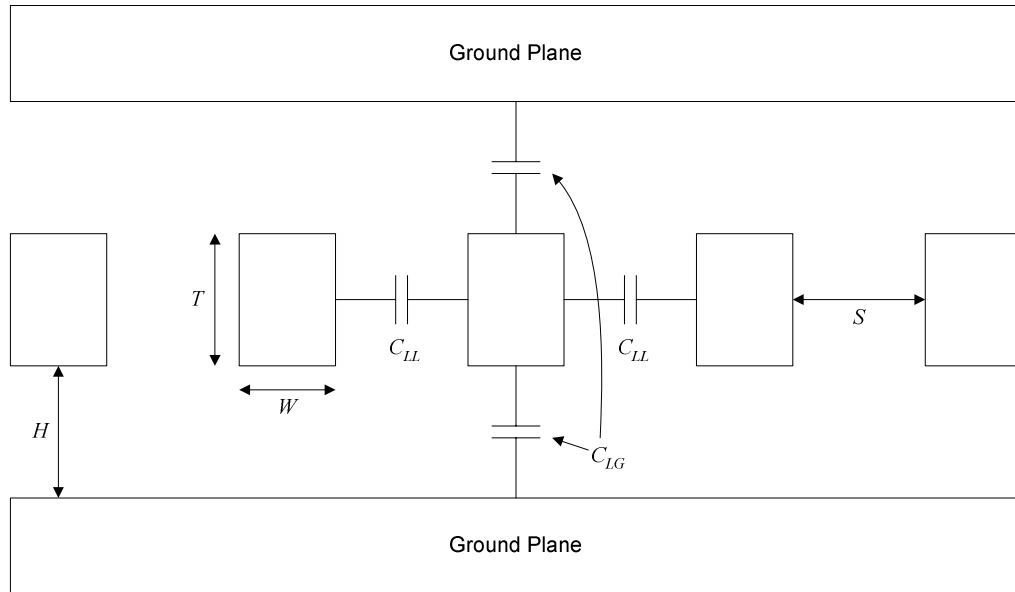 Ground Plane
T
S
C_LL
C_LL
W
H
C_LG
Ground Plane